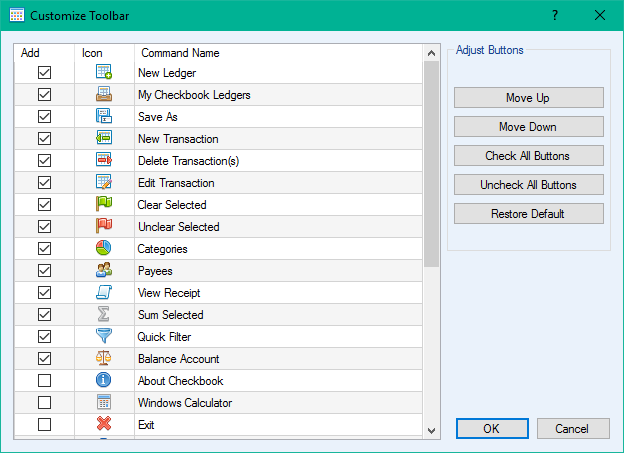 Customize Toolbar
?
Add Icon Command Name
New Ledger
My Checkbook Ledgers
Save As
New Transaction
Delete Transaction(s)
Edit Transaction
Clear Selected
Unclear Selected
Categories
Payees
View Receipt
Σ Sum Selected
Quick Filter
Balance Account
About Checkbook
Windows Calculator
Exit
Adjust Buttons
Move Up
Move Down
Check All Buttons
Uncheck All Buttons
Restore Default
OK Cancel